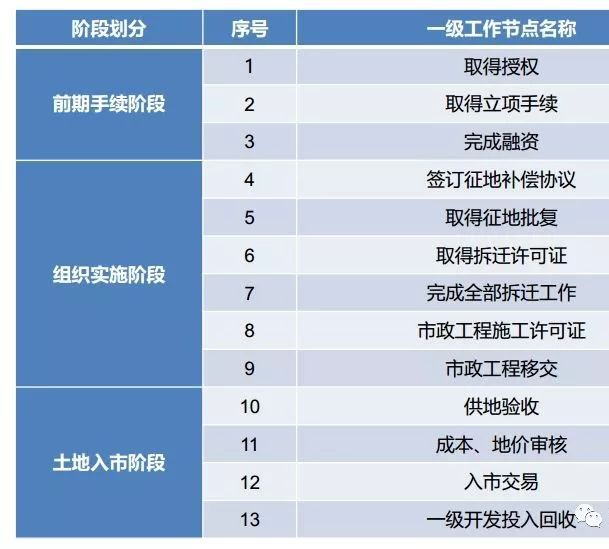 阶段划分 序号 一级工作节点名称
前期手续阶段 1 取得授权
2 取得立项手续
3 完成融资
组织实施阶段 4 签订征地补偿协议
5 取得征地批复
6 取得拆迁许可证
7 完成全部拆迁工作
8 市政工程施工许可证
9 市政工程移交
土地入市阶段 10 供地验收
11 成本、地价审核
12 入市交易
13 一级开发投入回收